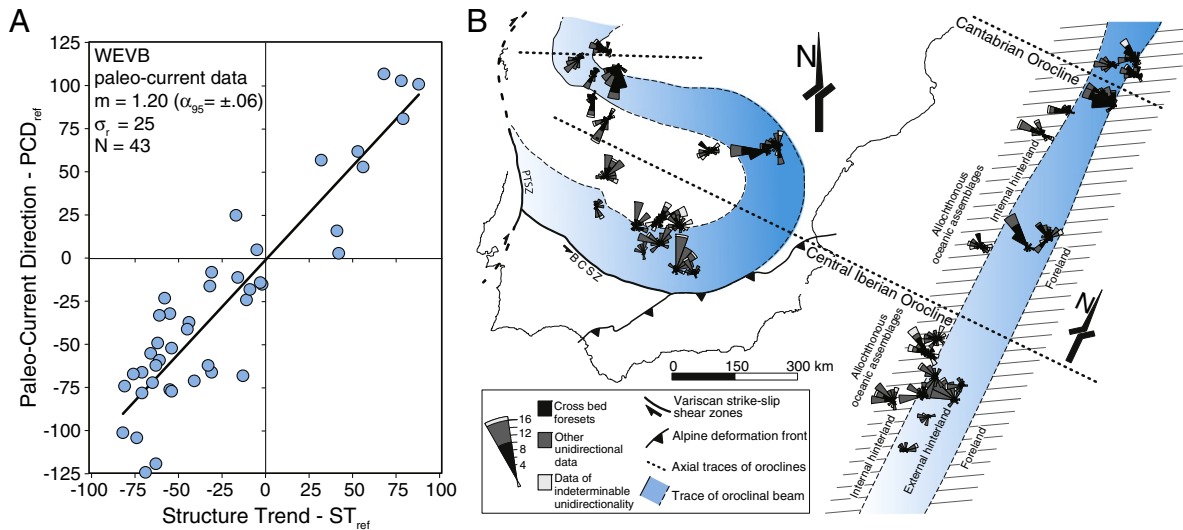 A
WEVB
paleo-current data
m = 1.20 (α95= ±.06)
σr = 25
N = 43
125
100
75
50
25
0
-25
-50
-75
-100
-125
-100
-75
-50
-25
0
25
50
75
100
Paleo-Current Direction - PCDref
Structure Trend - STref
B
N
Cantabrian Orocline
PTSZ
BCSZ
Central Iberian Orocline
0 150 300 km
Allochthonous
oceanic assemblages
Internal hinterland
Foreland
N
Allochthonous
oceanic assemblages
Internal hinterland
External hinterland
Foreland
16
12
8
4
Cross bed
foresets
Other
unidirectional
data
Data of
indeterminable
unidirectionality
Variscan strike-slip
shear zones
Alpine deformation front
Axial traces of oroclines
Trace of oroclinal beam